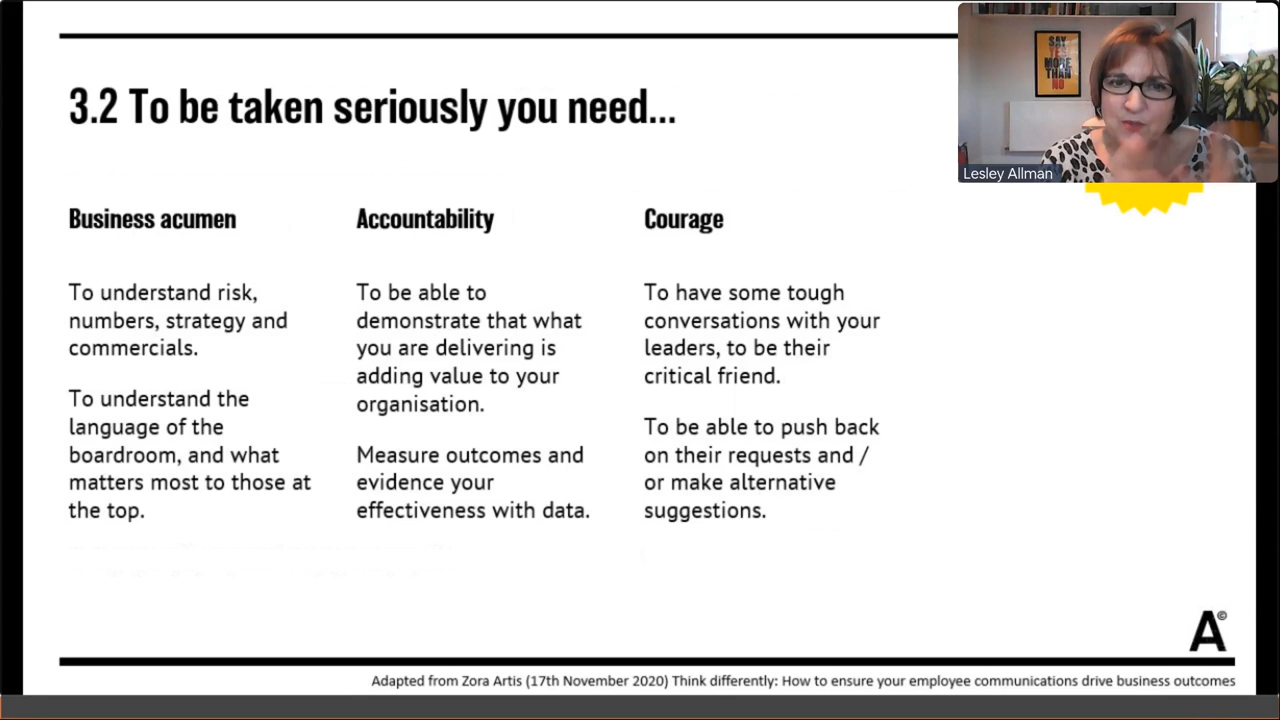 3.2 To be taken seriously you need...
SAY
YES
MORE
THAN
NO
Lesley Allman
Business acumen
To understand risk,
numbers, strategy and
commercials.
To understand the
language of the
boardroom, and what
matters most to those at
the top.
Accountability
To be able to
demonstrate that what
you are delivering is
adding value to your
organisation.
Measure outcomes and
evidence your
effectiveness with data.
Courage
To have some tough
conversations with your
leaders, to be their
critical friend.
To be able to push back
on their requests and /
or make alternative
suggestions.
A©
Adapted from Zora Artis (17th November 2020) Think differently: How to ensure your employee communications drive business outcomes